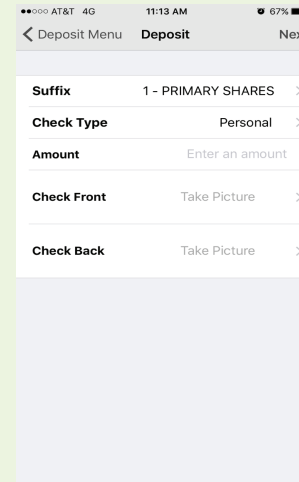 AT&T 4G 11:13 AM 67%
Deposit Menu Deposit Nex
Suffix 1 - PRIMARY SHARES
Check Type Personal
Amount Enter an amount
Check Front Take Picture
Check Back Take Picture